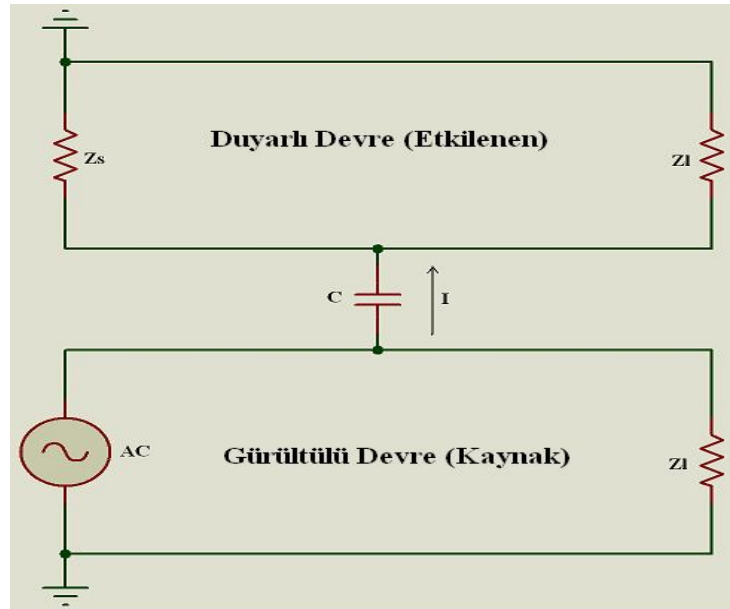 Duyarlı Devre (Etkilenen)
Zs
Zl
C
I
AC
Gürültülü Devre (Kaynak)
Zl